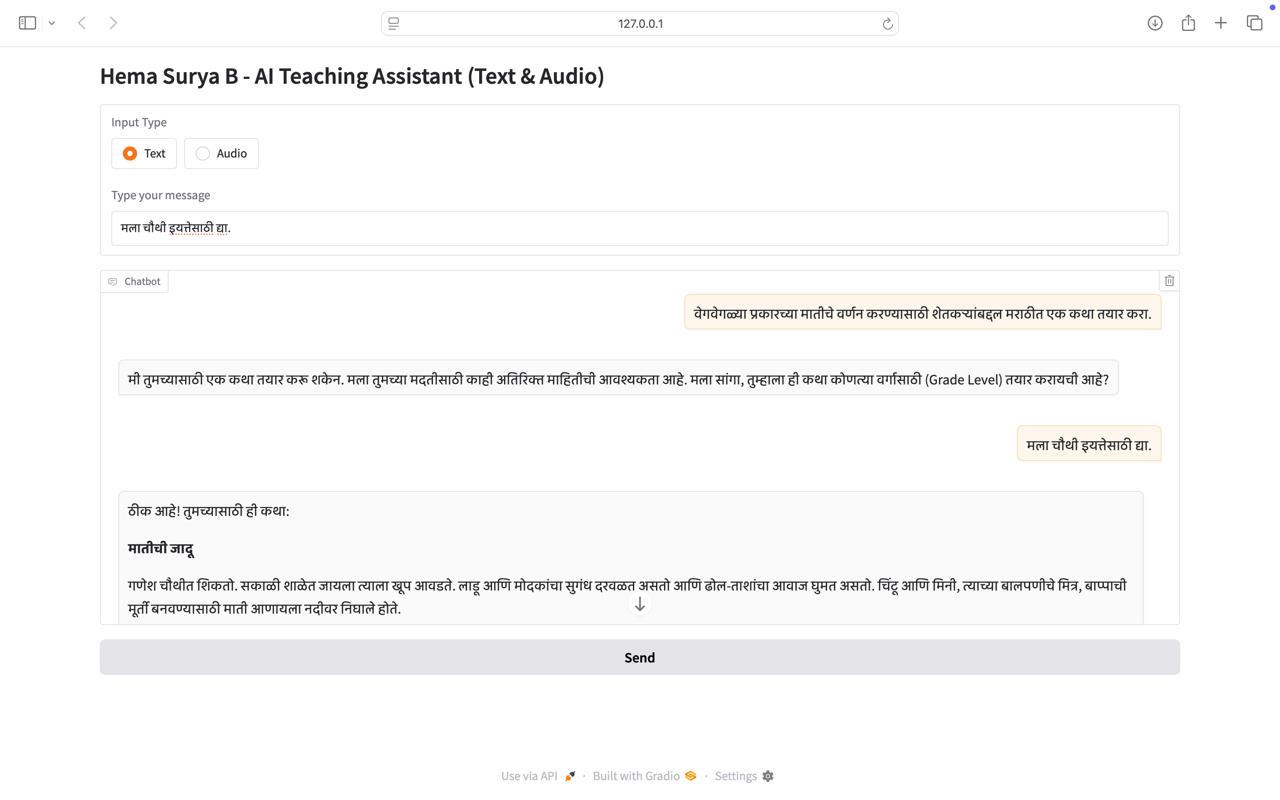 127.0.0.1
Hema Surya B - AI Teaching Assistant (Text & Audio)
Input Type
Text
Audio
Type your message
मला चौथी इयत्तेसाठी द्या.
Chatbot
वेगवेगळ्या प्रकारच्या मातीचे वर्णन करण्यासाठी शेतकऱ्यांबद्दल मराठीत एक कथा तयार करा.
मी तुमच्यासाठी एक कथा तयार करू शकेन. मला तुमच्या मदतीसाठी काही अतिरिक्त माहितीची आवश्यकता आहे. मला सांगा, तुम्हाला ही कथा कोणत्या वर्गासाठी (Grade Level) तयार करायची आहे?
मला चौथी इयत्तेसाठी द्या.
ठीक आहे! तुमच्यासाठी ही कथा:
मातीची जादू
गणेश चौथीत शिकतो. सकाळी शाळेत जायला त्याला खूप आवडते. लाडू आणि मोदकांचा सुगंध दरवळत असतो आणि ढोल-ताशांचा आवाज घुमत असतो. चिंटू आणि मिनी, त्याच्या बालपणीचे मित्र, बाप्पाची
मूर्ती बनवण्यासाठी माती आणायला नदीवर निघाले होते.
Send
Use via API · Built with Gradio · Settings